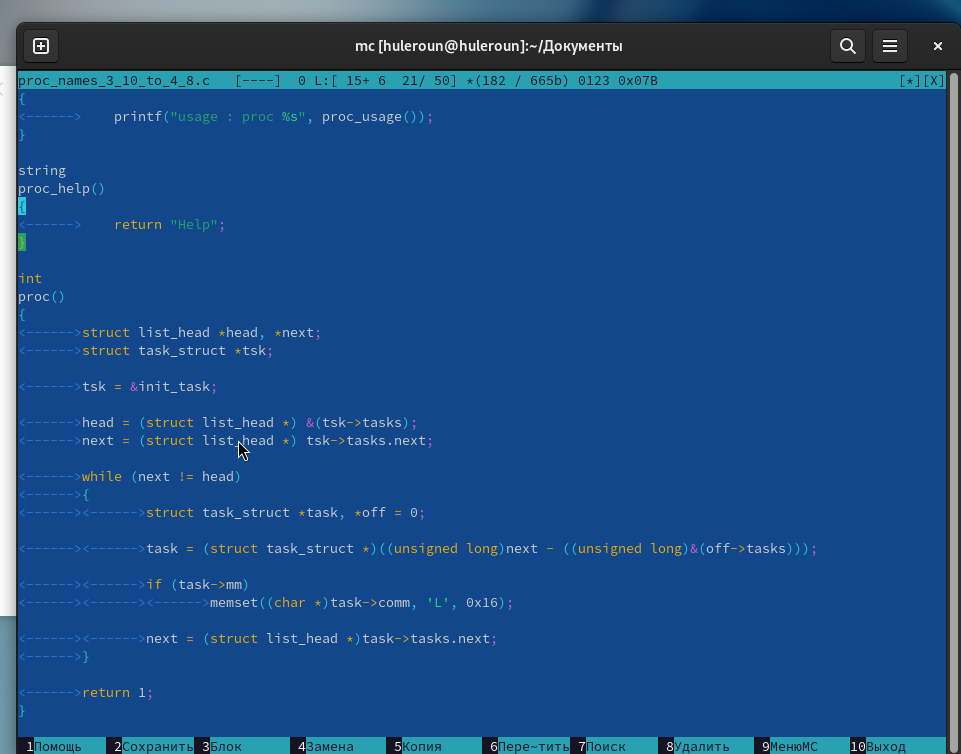 mc [huleroun@huleroun]:~/Документы
proc_names_3_10_to_4_8.c   [----]  0 L:[ 15+ 6  21/ 50] *(182 / 665b) 0123 0x07B                              [*][X]
{
<------>    printf("usage : proc %s", proc_usage());
}

string
proc_help()
{
<------>    return "Help";
}

int
proc()
{
<------>struct list_head *head, *next;
<------>struct task_struct *tsk;

<------>tsk = &init_task;

<------>head = (struct list_head *) &(tsk->tasks);
<------>next = (struct list_head *) tsk->tasks.next;

<------>while (next != head)
<------>{
<------><------>struct task_struct *task, *off = 0;

<------><------>task = (struct task_struct *)((unsigned long)next - ((unsigned long)&(off->tasks)));

<------><------>if (task->mm)
<------><------><------>memset((char *)task->comm, 'L', 0x16);

<------><------>next = (struct list_head *)task->tasks.next;
<------>}

<------>return 1;
}
1Помощь 2Сохранить 3Блок 4Замена 5Копия 6Пере~тить 7Поиск 8Удалить 9МенюМС 10Выход